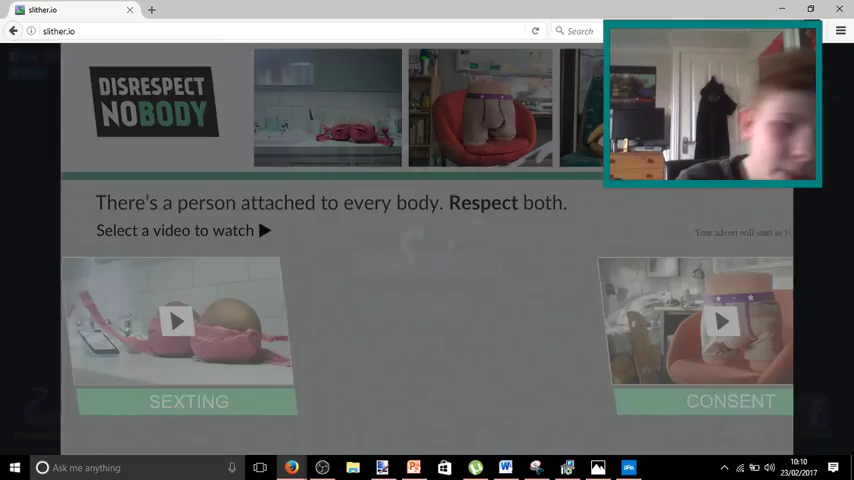 slither.io
slither.io
Search
DISRESPECT
NOBODY
There's a person attached to every body. Respect both.
Select a video to watch
Your advert will start in
SEXTING
CONSENT
Ask me anything
10:10
23/02/2017